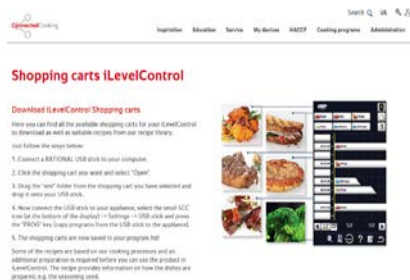 Search US
ConnectedCooking
Inspiration Education Service My devices HACCP Cooking programs Administration
Shopping carts iLevelControl
Download iLevelControl Shopping carts
Here you can find all the available shopping carts for your iLevelControl
to download as well as suitable recipes from our recipe library.
Just follow the steps below:
1. Connect a RATIONAL USB stick to your computer.
2. Click the shopping cart you want and select "Open".
3. Drag the folder from the shopping cart you have selected and
drop it onto your USB stick.
4. Now connect the USB stick to your appliance, select the small SCC
icon (at the bottom of the display) -> Settings -> USB stick and press
the "PROG" key (copy programs from the USB stick to the appliance).
5. The shopping carts are now saved in your program list!
Some of the recipes are based on our cooking processes and an
additional preparation is required before you can use the product in
iLevelControl. The recipe provides information on how the dishes are
prepared, e.g. the seasoning used.